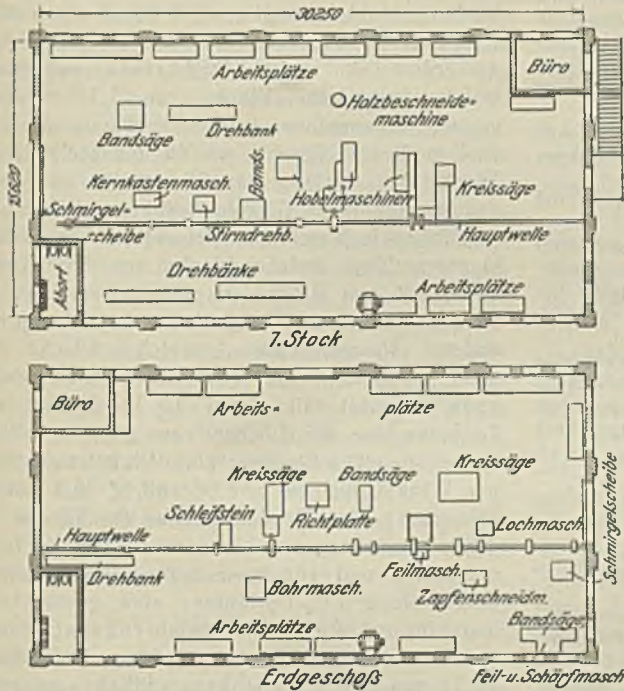 30250
Arbeitsplätze
Büro
Holzbeschneide=
maschine
Bandsäge
Drehbank
13620
Bands.
Hobelmaschinen
Kreissäge
Kernkastenmasch.
Schmirgel-
scheibe
Stirndrehb.
Hauptwelle
Abort
Drehbänke
Arbeitsplätze
1. Stock
Büro
Arbeits=
plätze
Kreissäge
Bandsäge
Kreissäge
Schleifstein
Richtplatte
Lochmasch.
Schmirgelscheibe
Hauptwelle
Feilmasch.
Drehbank
Bohrmasch.
Zapfenschneidm.
Arbeitsplätze
Bandsäge
Erdgeschoß
Feil-u. Schärfmasch